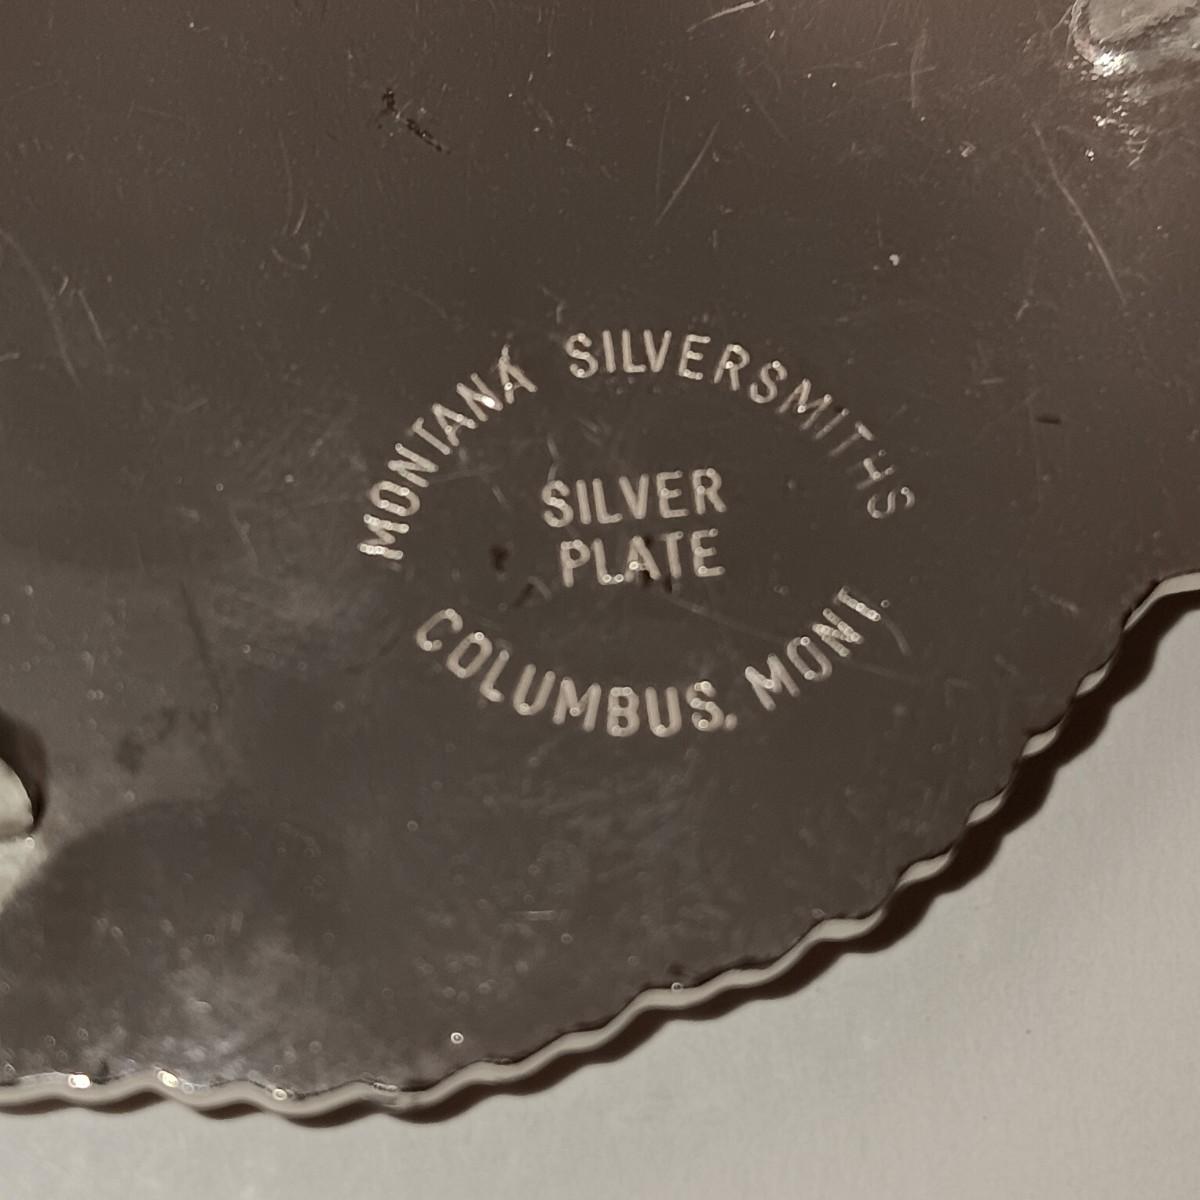 MONTANA SILVERSMITHS
SILVER
PLATE
COLUMBUS, MONT